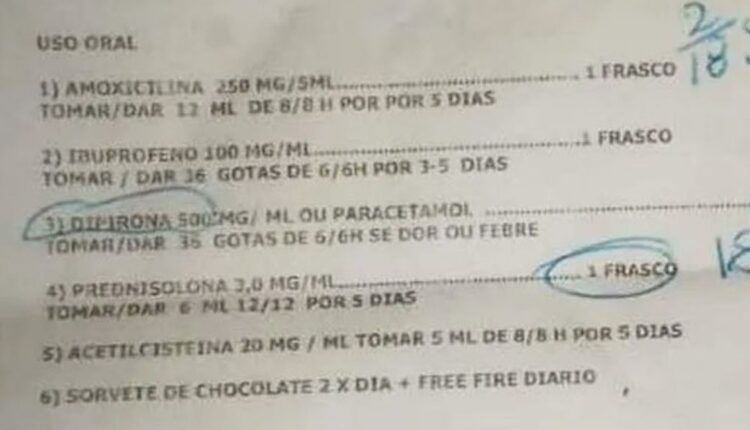 USO ORAL
1) AMOXICILINA 250 MG/5ML.............................. 1 FRASCO
TOMAR/DAR 12 ML DE 8/8 H POR POR 5 DIAS
2) IBUPROFENO 100 MG/ML..............................1 FRASCO
TOMAR / DAR 36 GOTAS DE 6/6H POR 3-5 DIAS
3) DIPIRONA 500 MG/ ML OU PARACETAMOL ..............................
TOMAR/DAR 36 GOTAS DE 6/6H SE DOR OU FEBRE
4) PREDNISOLONA 3,0 MG/ML.............................. 1 FRASCO
TOMAR/DAR 6 ML 12/12 POR 5 DIAS
5) ACETILCISTEINA 20 MG / ML TOMAR 5 ML DE 8/8 H POR 5 DIAS
6) SORVETE DE CHOCOLATE 2 X DIA + FREE FIRE DIARIO
2/18
18